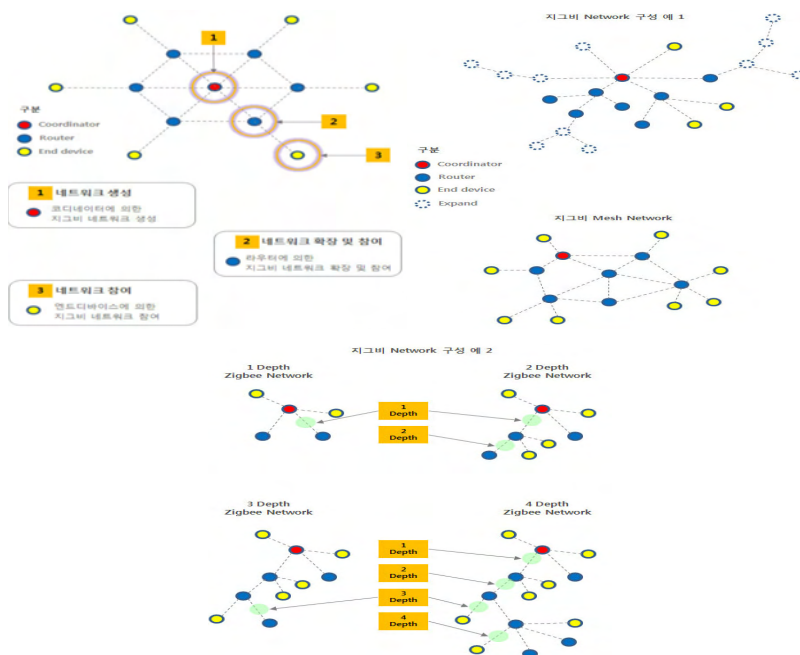 1
구분
Coordinator
Router
End device
2
3
1 네트워크 생성
코디네이터에 의한
지그비 네트워크 생성
2 네트워크 확장 및 참여
라우터에 의한
지그비 네트워크 확장 및 참여
3 네트워크 참여
엔드디바이스에 의한
지그비 네트워크 참여
지그비 Network 구성 예 1
구분
Coordinator
Router
End device
Expand
지그비 Mesh Network
지그비 Network 구성 예 2
1 Depth
Zigbee Network
2 Depth
Zigbee Network
1
Depth
2
Depth
3 Depth
Zigbee Network
4 Depth
Zigbee Network
1
Depth
2
Depth
3
Depth
4
Depth